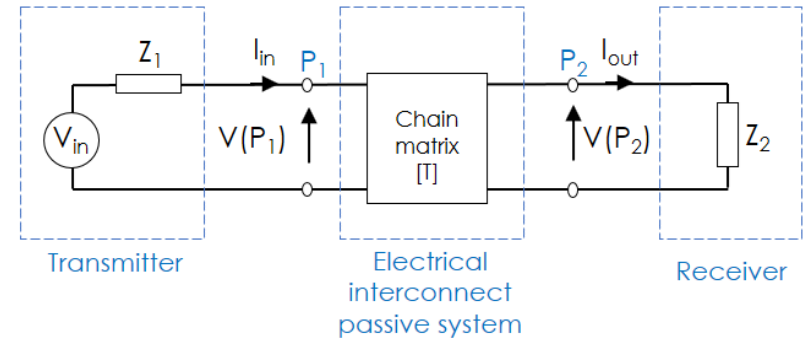 Z1
Iin
P1
P2
Iout
Vin
V(P1)
Chain
matrix
[T]
V(P2)
Z2
Transmitter
Electrical
interconnect
passive system
Receiver